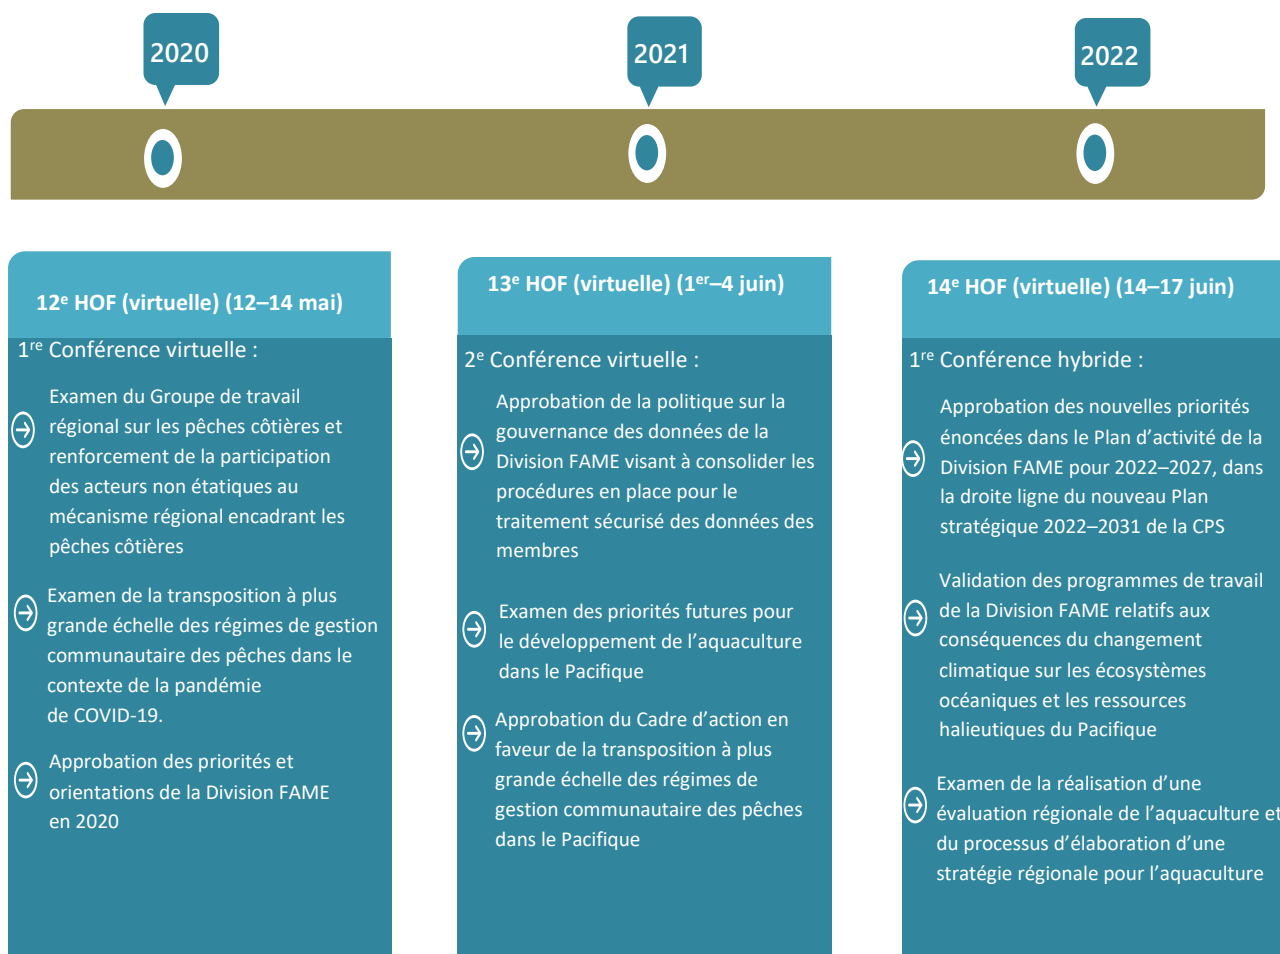 2020
2021
2022
12e HOF (virtuelle) (12–14 mai)
1re Conférence virtuelle :
Examen du Groupe de travail
régional sur les pêches côtières et
renforcement de la participation
des acteurs non étatiques au
mécanisme régional encadrant les
pêches côtières
Examen de la transposition à plus
grande échelle des régimes de gestion
communautaire des pêches dans le
contexte de la pandémie
de COVID-19.
Approbation des priorités et
orientations de la Division FAME
en 2020
13e HOF (virtuelle) (1er–4 juin)
2e Conférence virtuelle :
Approbation de la politique sur la
gouvernance des données de la
Division FAME visant à consolider les
procédures en place pour le
traitement sécurisé des données des
membres
Examen des priorités futures pour
le développement de l’aquaculture
dans le Pacifique
Approbation du Cadre d’action en
faveur de la transposition à plus
grande échelle des régimes de
gestion communautaire des pêches
dans le Pacifique
14e HOF (virtuelle) (14–17 juin)
1re Conférence hybride :
Approbation des nouvelles priorités
énoncées dans le Plan d’activité de la
Division FAME pour 2022–2027, dans
la droite ligne du nouveau Plan
stratégique 2022–2031 de la CPS
Validation des programmes de travail
de la Division FAME relatifs aux
conséquences du changement
climatique sur les écosystèmes
océaniques et les ressources
halieutiques du Pacifique
Examen de la réalisation d’une
évaluation régionale de l’aquaculture et
du processus d’élaboration d’une
stratégie régionale pour l’aquaculture